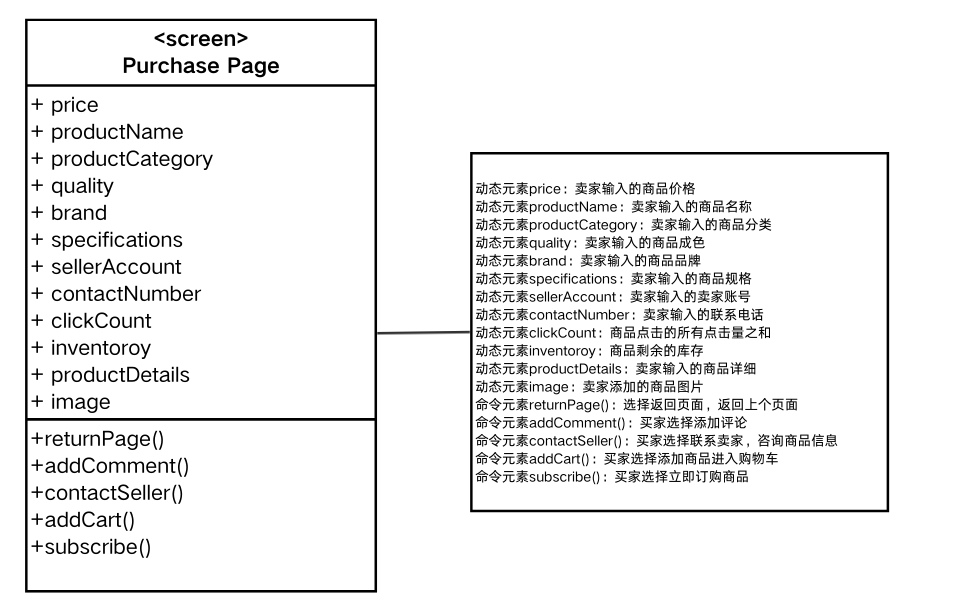 <screen>
Purchase Page
+ price
+ productName
+ productCategory
+ quality
+ brand
+ specifications
+ sellerAccount
+ contactNumber
+ clickCount
+ inventoroy
+ productDetails
+ image
+returnPage()
+addComment()
+contactSeller()
+addCart()
+subscribe()
动态元素price：卖家输入的商品价格
动态元素productName：卖家输入的商品名称
动态元素productCategory：卖家输入的商品分类
动态元素quality：卖家输入的商品成色
动态元素brand：卖家输入的商品品牌
动态元素specifications：卖家输入的商品规格
动态元素sellerAccount：卖家输入的卖家账号
动态元素contactNumber：卖家输入的联系电话
动态元素clickCount：商品点击的所有点击量之和
动态元素inventoroy：商品剩余的库存
动态元素productDetails：卖家输入的商品详细
动态元素image：卖家添加的商品图片
命令元素returnPage()：选择返回页面，返回上个页面
命令元素addComment()：买家选择添加评论
命令元素contactSeller()：买家选择联系卖家，咨询商品信息
命令元素addCart()：买家选择添加商品进入购物车
命令元素subscribe()：买家选择立即订购商品